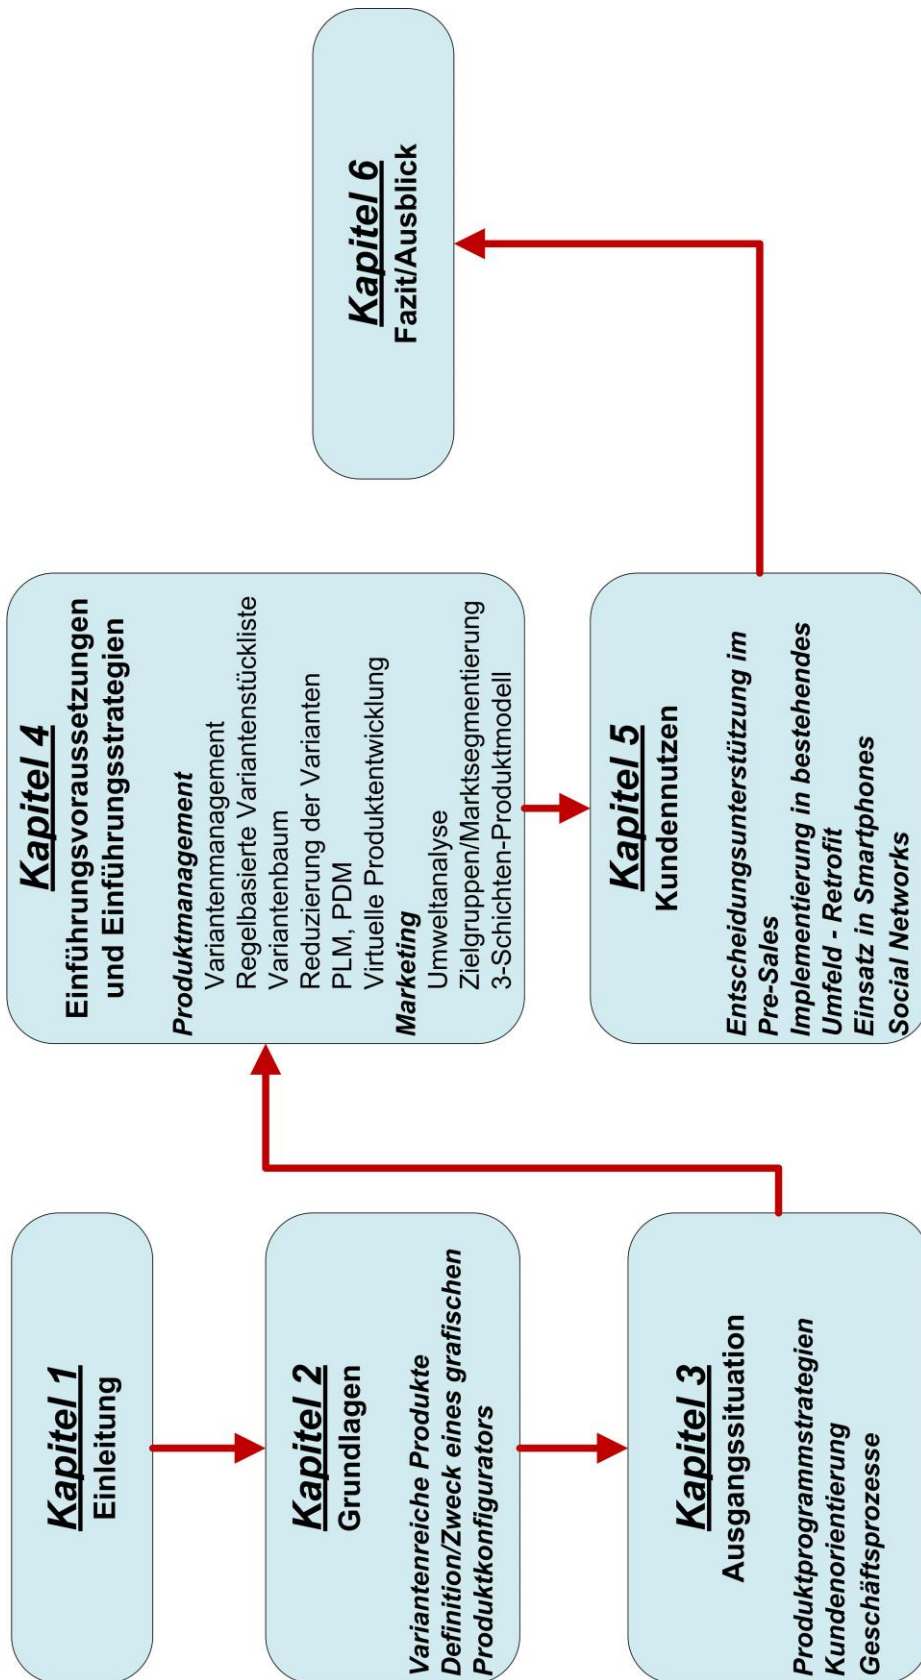 Kapitel 1
Einleitung
Kapitel 2
Grundlagen
Variantenreiche Produkte
Definition/Zweck eines grafischen
Produktkonfigurators
Kapitel 3
Ausgangssituation
Produktprogrammstrategien
Kundenorientierung
Geschäftsprozesse
Kapitel 4
Einführungsvoraussetzungen
und Einführungsstrategien
Produktmanagement
Variantenmanagement
Regelbasierte Variantenstückliste
Variantenbaum
Reduzierung der Varianten
PLM, PDM
Virtuelle Produktentwicklung
Marketing
Umweltanalyse
Zielgruppen/Marktsegmentierung
3-Schichten-Produktmodell
Kapitel 5
Kundennutzen
Entscheidungsunterstützung im
Pre-Sales
Implementierung in bestehendes
Umfeld - Retrofit
Einsatz in Smartphones
Social Networks
Kapitel 6
Fazit/Ausblick